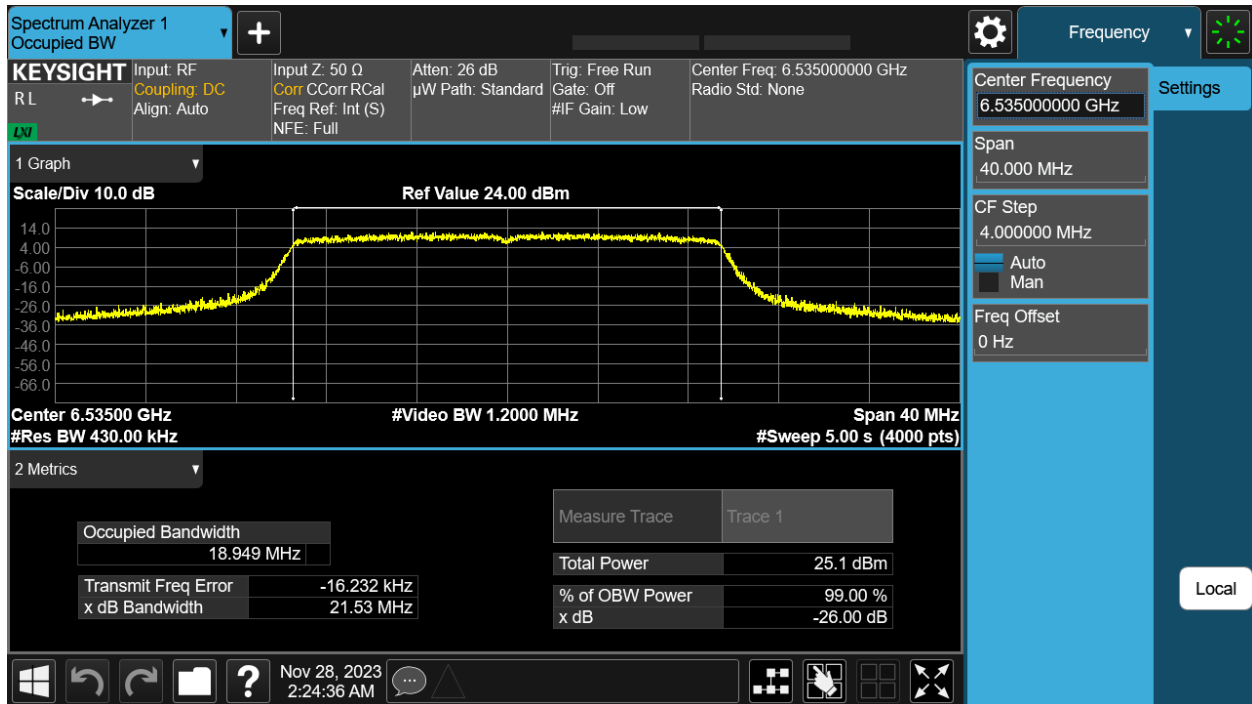 Spectrum Analyzer 1
Occupied BW
+
Frequency
KEYSIGHT
RL
LXI
Input: RF
Coupling: DC
Align: Auto
Input Z: 50 Ω
Corr CCorr RCal
Freq Ref: Int (S)
NFE: Full
Atten: 26 dB
µW Path: Standard
Trig: Free Run
Gate: Off
#IF Gain: Low
Center Freq: 6.535000000 GHz
Radio Std: None
Center Frequency
6.535000000 GHz
Settings
Span
40.000 MHz
CF Step
4.000000 MHz
Auto
Man
Freq Offset
0 Hz
Local
1 Graph
Scale/Div 10.0 dB
Ref Value 24.00 dBm
14.0
4.00
-6.00
-16.0
-26.0
-36.0
-46.0
-56.0
-66.0
Center 6.53500 GHz
#Video BW 1.2000 MHz
Span 40 MHz
#Res BW 430.00 kHz
#Sweep 5.00 s (4000 pts)
2 Metrics
Occupied Bandwidth
18.949 MHz
Transmit Freq Error -16.232 kHz
x dB Bandwidth 21.53 MHz
Measure Trace Trace 1
Total Power 25.1 dBm
% of OBW Power 99.00 %
x dB -26.00 dB
?
Nov 28, 2023
2:24:36 AM